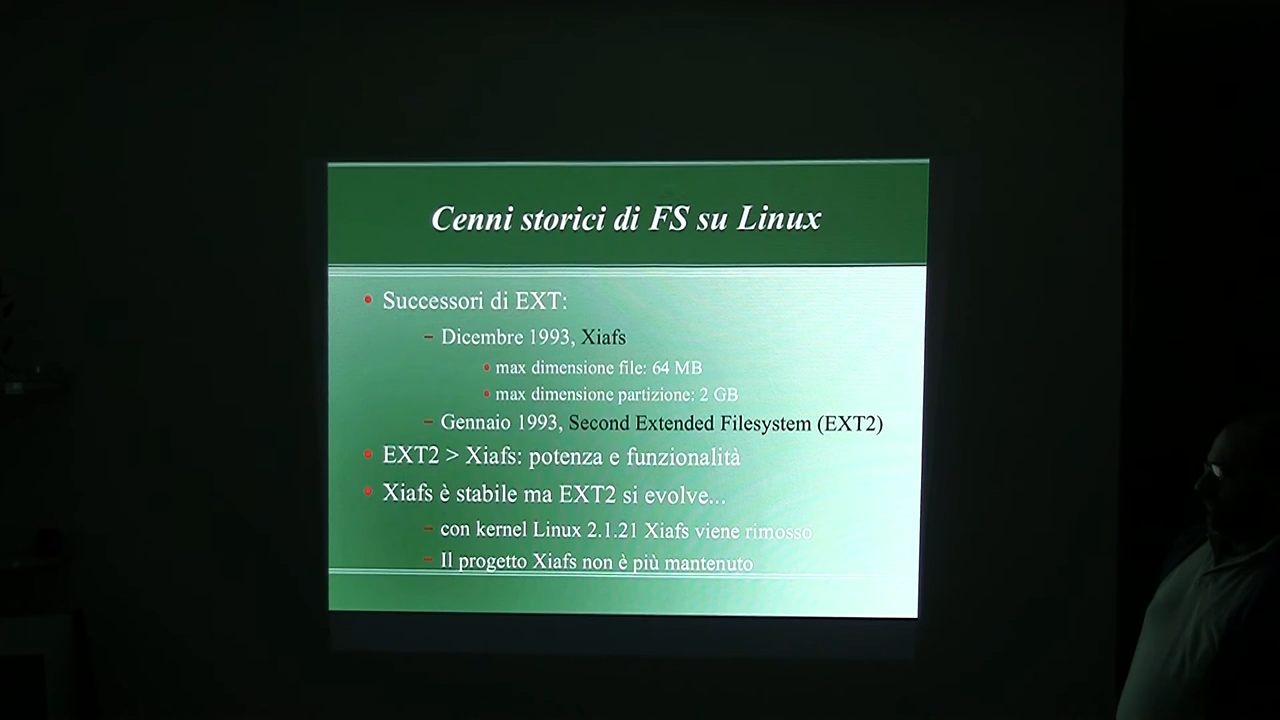 Cenni storici di FS su Linux
Successori di EXT:
– Dicembre 1993, Xiafs
max dimensione file: 64 MB
max dimensione partizione: 2 GB
– Gennaio 1993, Second Extended Filesystem (EXT2)
EXT2 > Xiafs: potenza e funzionalità
Xiafs è stabile ma EXT2 si evolve...
– con kernel Linux 2.1.21 Xiafs viene rimosso
– Il progetto Xiafs non è più mantenuto